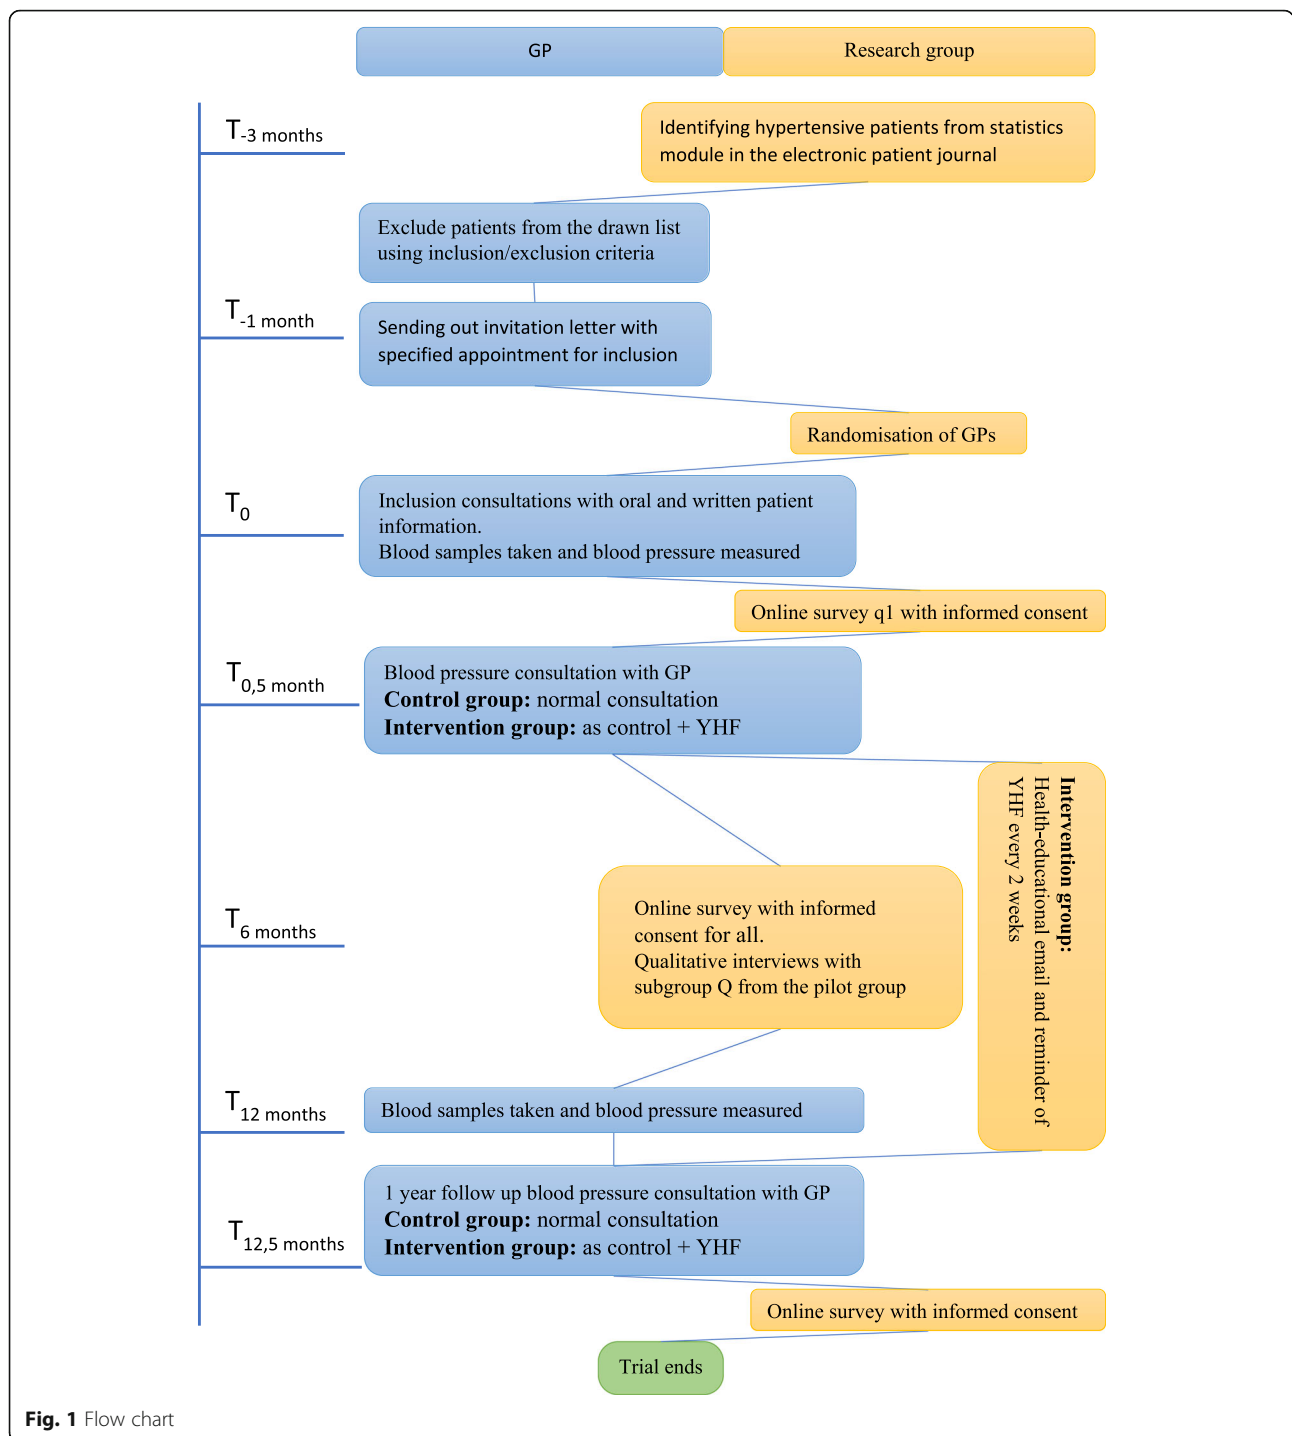 GP
Research group
T-3 months
Identifying hypertensive patients from statistics
module in the electronic patient journal
Exclude patients from the drawn list
using inclusion/exclusion criteria
T-1 month
Sending out invitation letter with
specified appointment for inclusion
Randomisation of GPs
T0
Inclusion consultations with oral and written patient
information.
Blood samples taken and blood pressure measured
Online survey q1 with informed consent
T0,5 month
Blood pressure consultation with GP
Control group: normal consultation
Intervention group: as control + YHF
Intervention group:
Health-educational email and reminder of
YHF every 2 weeks
T6 months
Online survey with informed
consent for all.
Qualitative interviews with
subgroup Q from the pilot group
T12 months
Blood samples taken and blood pressure measured
T12,5 months
1 year follow up blood pressure consultation with GP
Control group: normal consultation
Intervention group: as control + YHF
Online survey with informed consent
Trial ends
Fig. 1 Flow chart